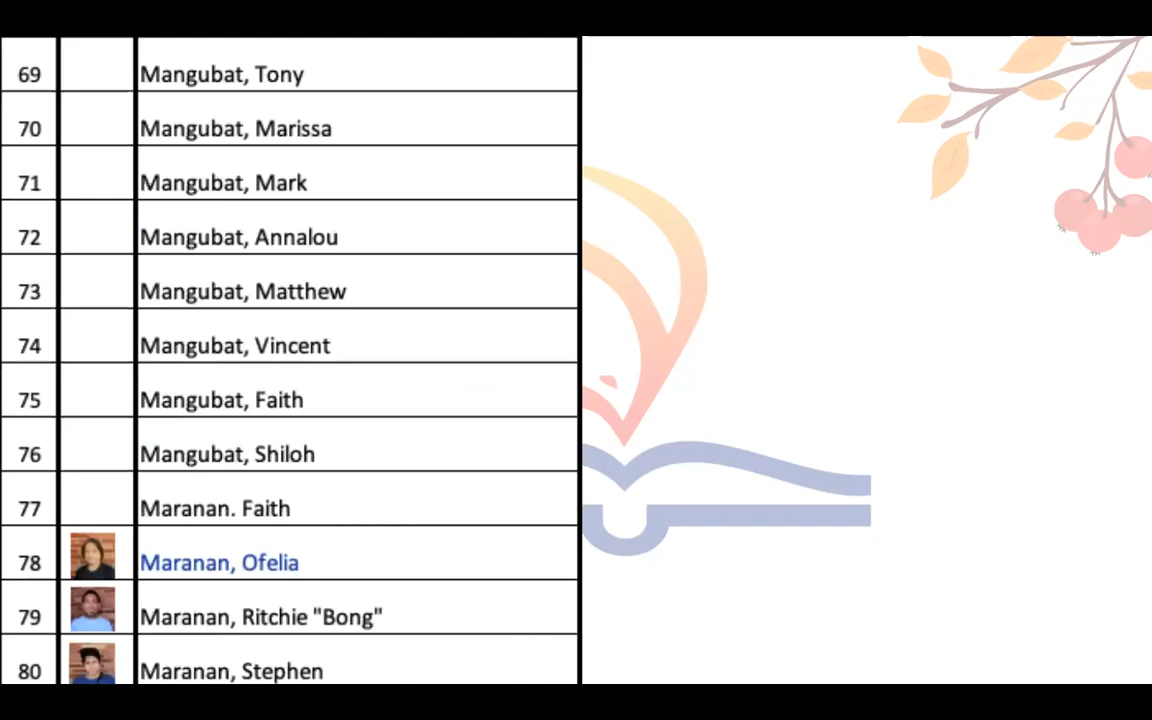 69 Mangubat, Tony
70 Mangubat, Marissa
71 Mangubat, Mark
72 Mangubat, Annalou
73 Mangubat, Matthew
74 Mangubat, Vincent
75 Mangubat, Faith
76 Mangubat, Shiloh
77 Maranan. Faith
78 Maranan, Ofelia
79 Maranan, Ritchie "Bong"
80 Maranan, Stephen